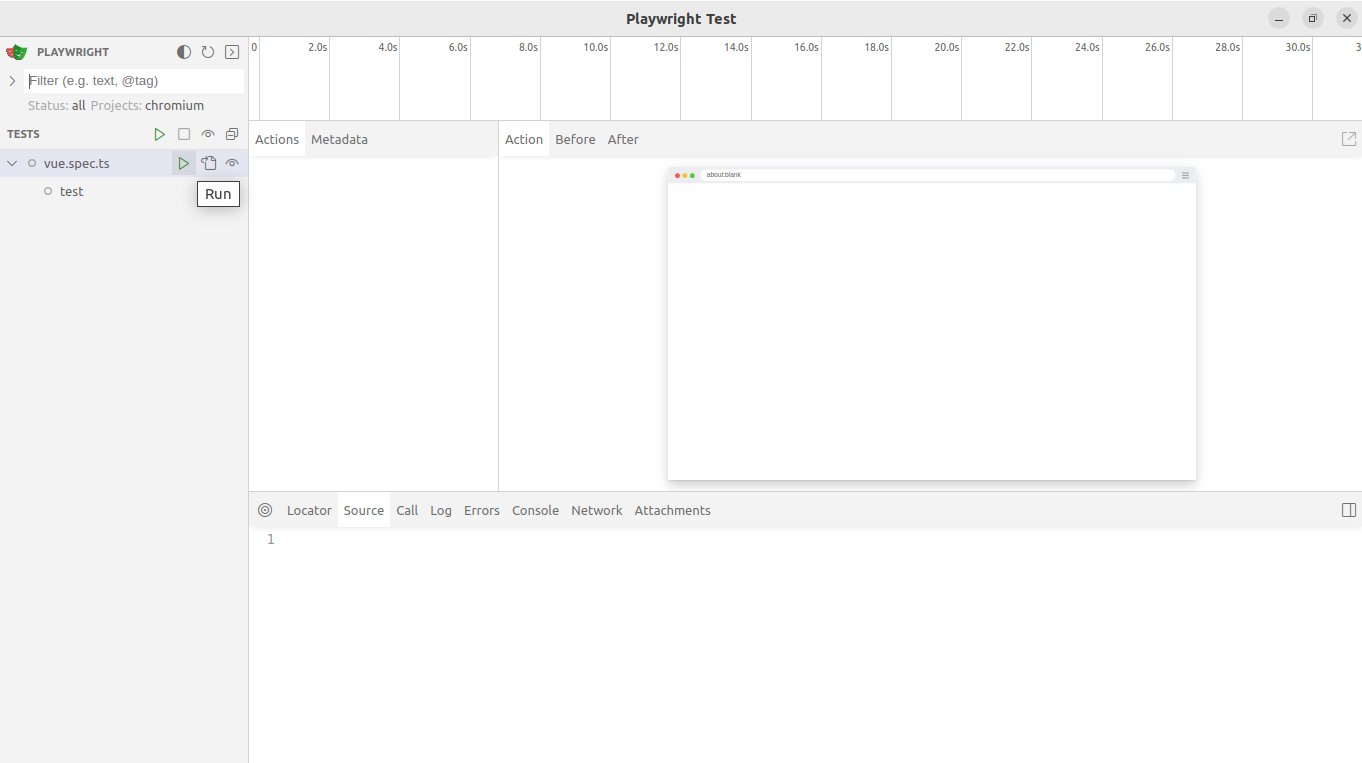 Playwright Test
PLAYWRIGHT
Filter (e.g. text, @tag)
Status: all Projects: chromium
TESTS
vue.spec.ts
test
Run
0 2.0s 4.0s 6.0s 8.0s 10.0s 12.0s 14.0s 16.0s 18.0s 20.0s 22.0s 24.0s 26.0s 28.0s 30.0s 3
Actions Metadata
Action Before After
about:blank
Locator Source Call Log Errors Console Network Attachments
1